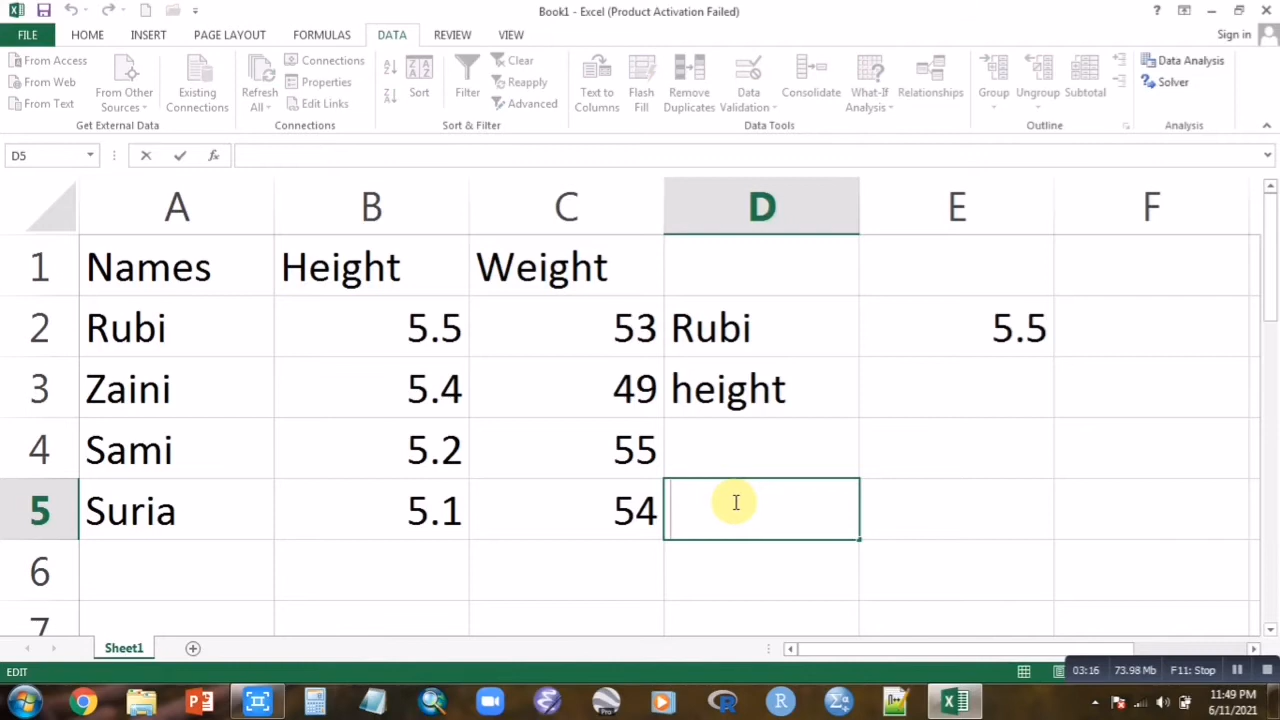 Book1 - Excel (Product Activation Failed)
?
FILE HOME INSERT PAGE LAYOUT FORMULAS DATA REVIEW VIEW Sign in
From Access
From Web
From Text
From Other
Sources
Existing
Connections
Get External Data
Refresh
All
Connections
Properties
Edit Links
Connections
Sort
Filter
Clear
Reapply
Advanced
Sort & Filter
Text to
Columns
Flash
Fill
Remove
Duplicates
Data
Validation
Consolidate
What-If
Analysis
Relationships
Data Tools
Group
Ungroup
Subtotal
Outline
Data Analysis
Solver
Analysis
D5 fx
A B C D E F
1 Names Height Weight
2 Rubi 5.5 53 Rubi 5.5
3 Zaini 5.4 49 height
4 Sami 5.2 55
5 Suria 5.1 54
6
7
Sheet1
EDIT 03:16 73.98 Mb F11: Stop
11:49 PM
6/11/2021